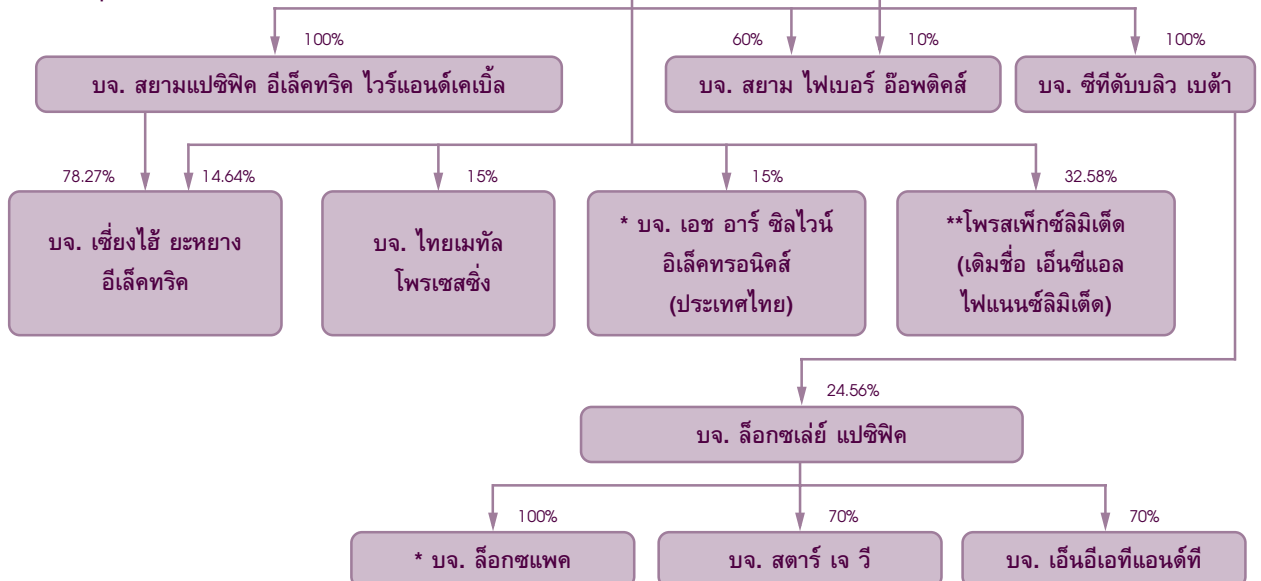 100%
60%
10%
100%
บจ. สยามแปซิฟิค อีเล็คทริค ไวร์แอนด์เคเบิ้ล
บจ. สยาม ไฟเบอร์ อ๊อพติคส์
บจ. ซีทีดับบลิว เบต้า
78.27%
14.64%
15%
15%
32.58%
บจ. เซี่ยงไฮ้ ยะหยาง
อีเล็คทริค
บจ. ไทยเมทัล
โพรเซสซิ่ง
* บจ. เอช อาร์ ซิลไวน์
อิเล็คทรอนิคส์
(ประเทศไทย)
**โพรสเพ็กซ์ลิมิเต็ด
(เดิมชื่อ เอ็นซีแอล
ไฟแนนซ์ลิมิเต็ด)
24.56%
บจ. ล็อกซเล่ย์ แปซิฟิค
100%
70%
70%
* บจ. ล็อกซแพค
บจ. สตาร์ เจ วี
บจ. เอ็นอีเอทีแอนด์ที